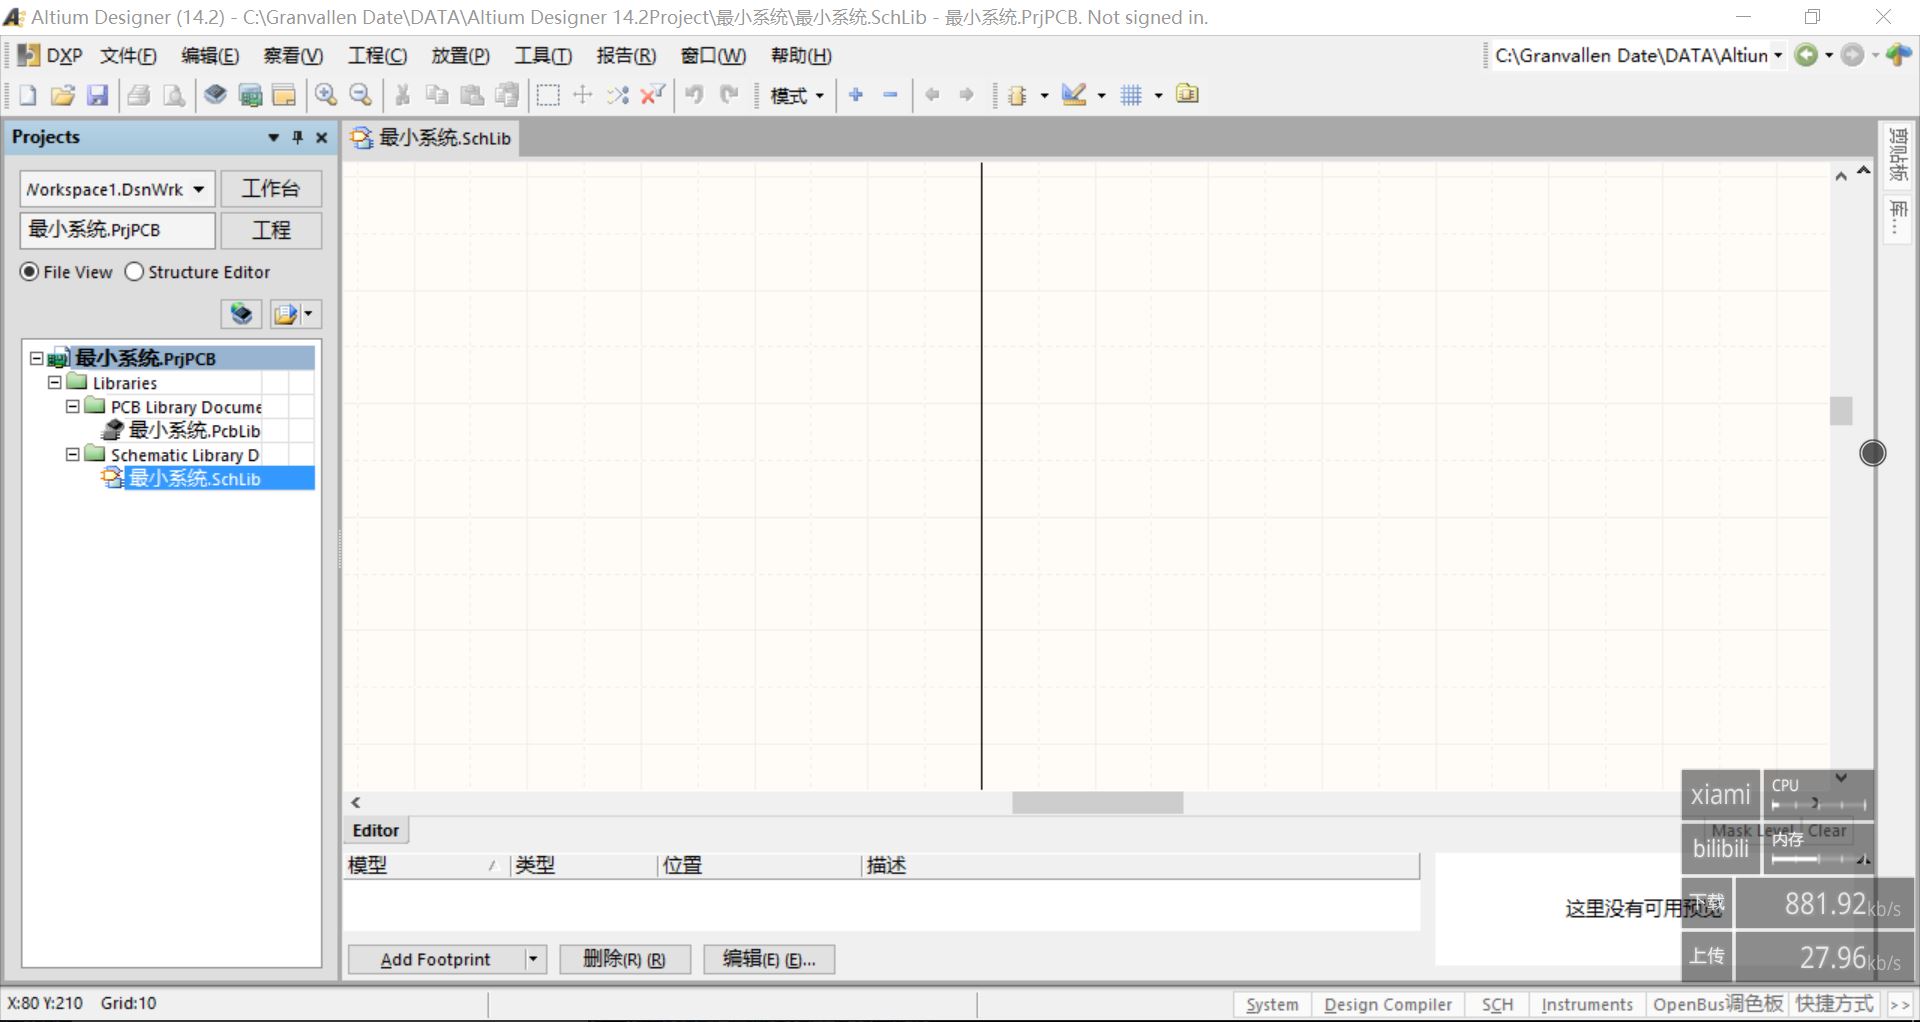 Altium Designer (14.2) - C:\Granvallen Date\DATA\Altium Designer 14.2Project\最小系统\最小系统.SchLib - 最小系统.PrjPCB. Not signed in.
DXP 文件(F) 编辑(E) 察看(V) 工程(C) 放置(P) 工具(T) 报告(R) 窗口(W) 帮助(H) C:\Granvallen Date\DATA\Altiun
模式
Projects
最小系统.SchLib
剪贴板
库...
Workspace1.DsnWrk 工作台
最小系统.PrjPCB 工程
File View Structure Editor
最小系统.PrjPCB
Libraries
PCB Library Docume
最小系统.PcbLib
Schematic Library D
最小系统.SchLib
xiami CPU
Editor
Mask Level Clear
bilibili 内存
模型 类型 位置 描述
这里没有可用预览
下载 881.92kb/s
Add Footprint 删除(R) (R) 编辑(E) (E)...
上传 27.96kb/s
X:80 Y:210 Grid:10
System Design Compiler SCH Instruments OpenBus调色板 快捷方式 >>